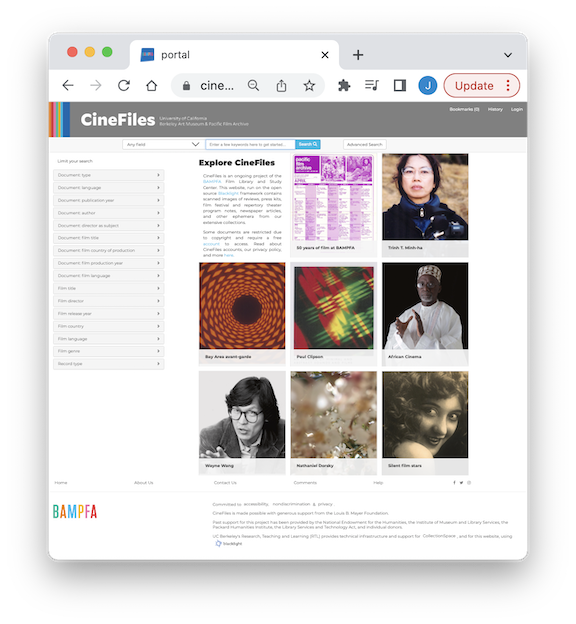 portal
cine...
J
Update
CineFiles
University of California
Berkeley Art Museum & Pacific Film Archive
Bookmarks (0) History Login
Any Field
Enter a few keywords here to get started...
Search
Advanced Search
Limit your search
Document: type
Document: language
Document: publication year
Document: author
Document: director as subject
Document: film title
Document: film country of production
Document: film production year
Document: film language
Film title
Film director
Film release year
Film country
Film language
Film genre
Record type
Explore CineFiles
CineFiles is an ongoing project of the
BAMPFA Film Library and Study
Center. This website, run on the open
source Blacklight framework contains
scanned images of reviews, press kits,
film festival and repertory theater
program notes, newspaper articles,
and other ephemera from our
extensive collections.
Some documents are restricted due
to copyright and require a free
account to access. Read about
CineFiles accounts, our privacy policy,
and more here.
pacific
film
archive
APRIL
50 years of film at BAMPFA
Trinh T. Minh-ha
Bay Area avant-garde
Paul Clipson
African Cinema
Wayne Wang
Nathaniel Dorsky
Silent Film stars
Home About Us Contact Us Comments Help
BAMPFA
Committed to accessibility, nondiscrimination & privacy.
CineFiles is made possible with generous support from the Louis B. Mayer Foundation.
Past support for this project has been provided by the National Endowment for the Humanities, the Institute of Museum and Library Services, the
Packard Humanities Institute, the Library Services and Technology Act, and individual donors.
UC Berkeley's Research, Teaching and Learning (RTL) provides technical infrastructure and support for CollectionSpace, and for this website, using
blacklight